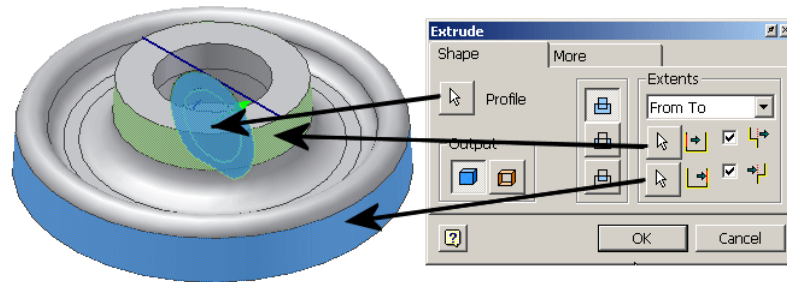 Extrude
Shape
More
Profile
Output
Extents
From To
?
OK
Cancel